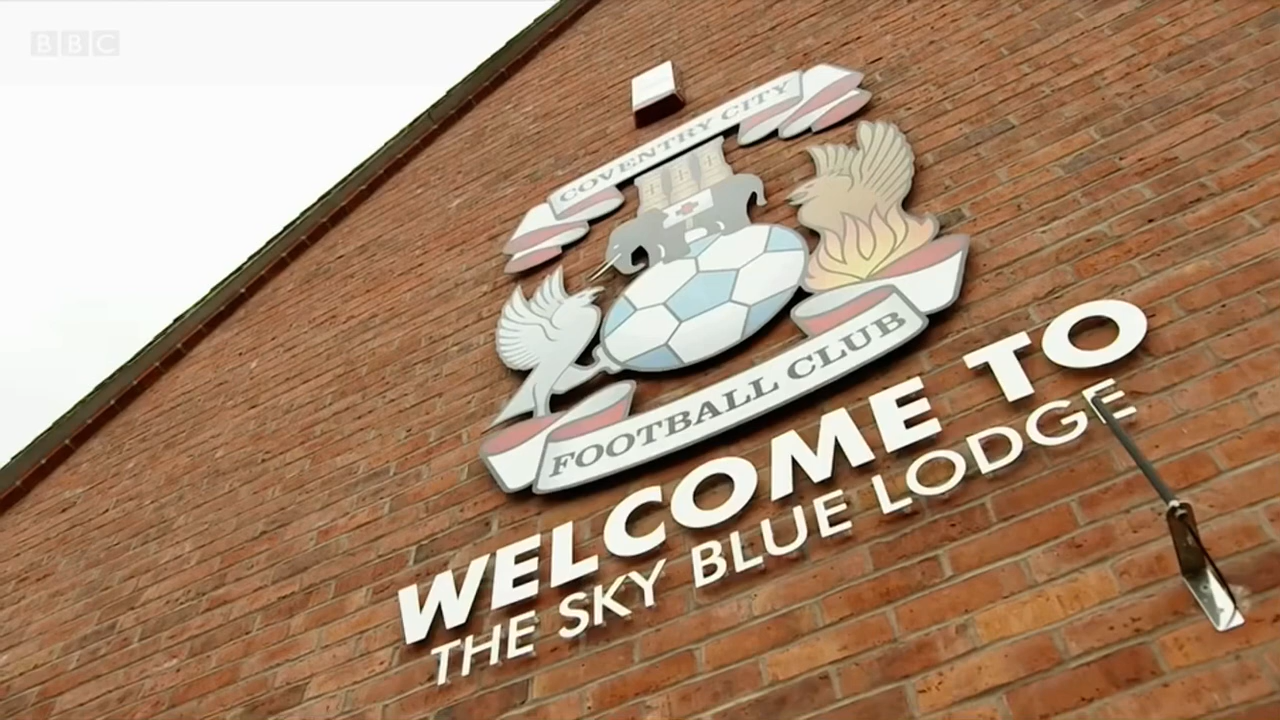 BBC
COVENTRY CITY
FOOTBALL CLUB
WELCOME TO
THE SKY BLUE LODGE